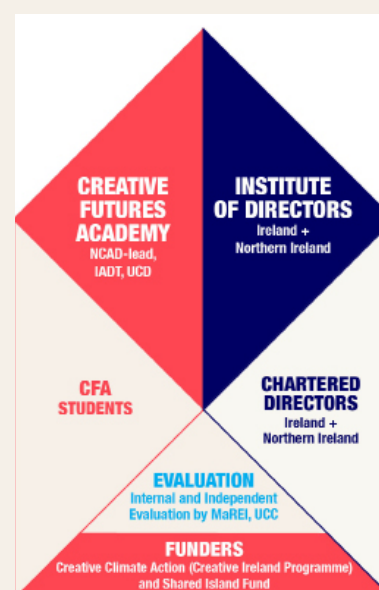 CREATIVE
FUTURES
ACADEMY
NCAD-lead,
IADT, UCD
INSTITUTE
OF DIRECTORS
Ireland +
Northern Ireland
CFA
STUDENTS
CHARTERED
DIRECTORS
Ireland +
Northern Ireland
EVALUATION
Internal and Independent
Evaluation by MaREI, UCC
FUNDERS
Creative Climate Action (Creative Ireland Programme)
and Shared Island Fund